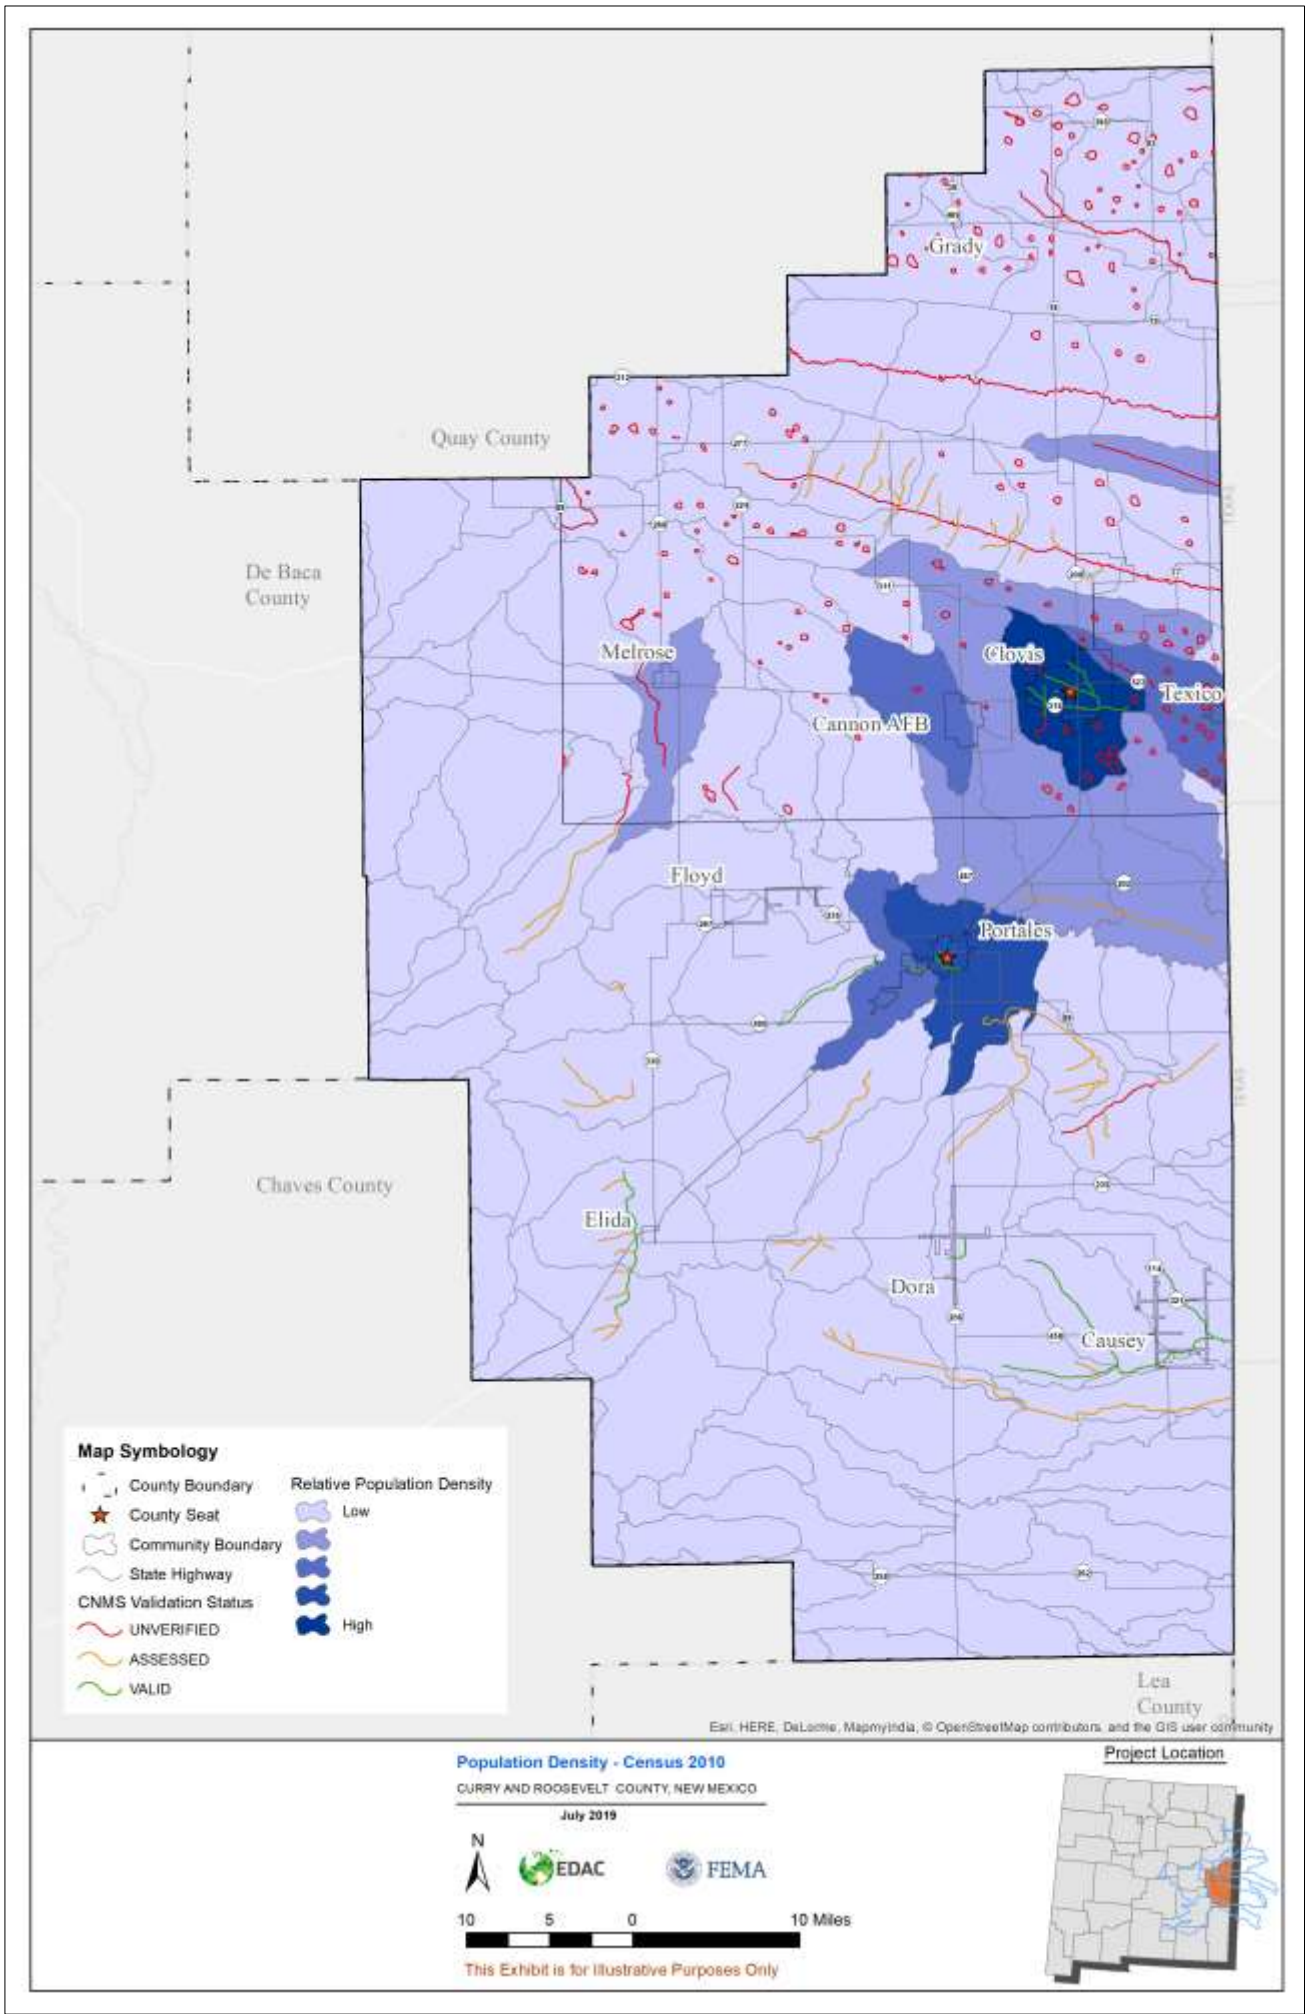 Grady
Quay County
De Baca
County
TEXAS
Melrose
Clovis
Texico
Cannon AFB
Floyd
Portales
TEXAS
Chaves County
Elida
Dora
Causey
Map Symbology
County Boundary
County Seat
Community Boundary
State Highway
CNMS Validation Status
UNVERIFIED
ASSESSED
VALID
Relative Population Density
Low
High
Lea
County
Esri, HERE, DeLorme, MapmyIndia, © OpenStreetMap contributors, and the GIS user community
Population Density - Census 2010
CURRY AND ROOSEVELT COUNTY, NEW MEXICO
July 2019
N
EDAC
FEMA
10 5 0 10 Miles
This Exhibit is for Illustrative Purposes Only
Project Location